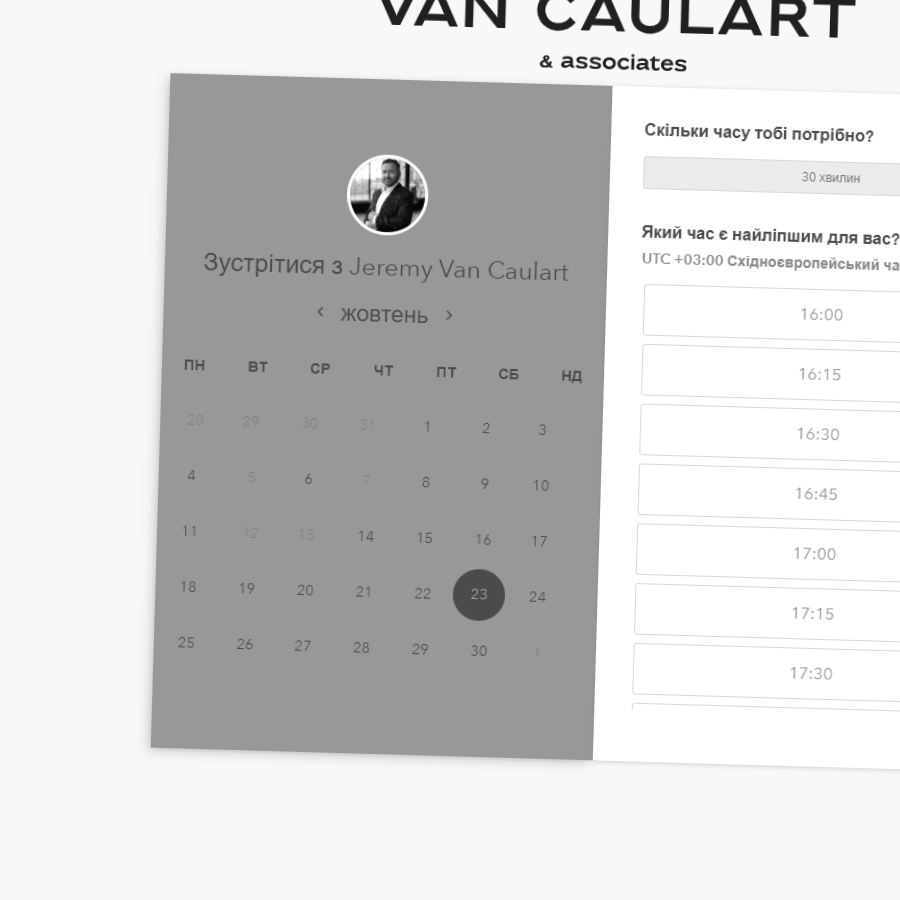 VAN CAULART
& associates
Зустрітися з Jeremy Van Caulart
жовтень
ПН ВТ СР ЧТ ПТ СБ НД
28 29 30 31 1 2 3
4 5 6 7 8 9 10
11 12 13 14 15 16 17
18 19 20 21 22 23 24
25 26 27 28 29 30 1
Скільки часу тобі потрібно?
30 хвилин
Який час є найліпшим для вас?
UTC +03:00 Східноєвропейський
16:00
16:15
16:30
16:45
17:00
17:15
17:30